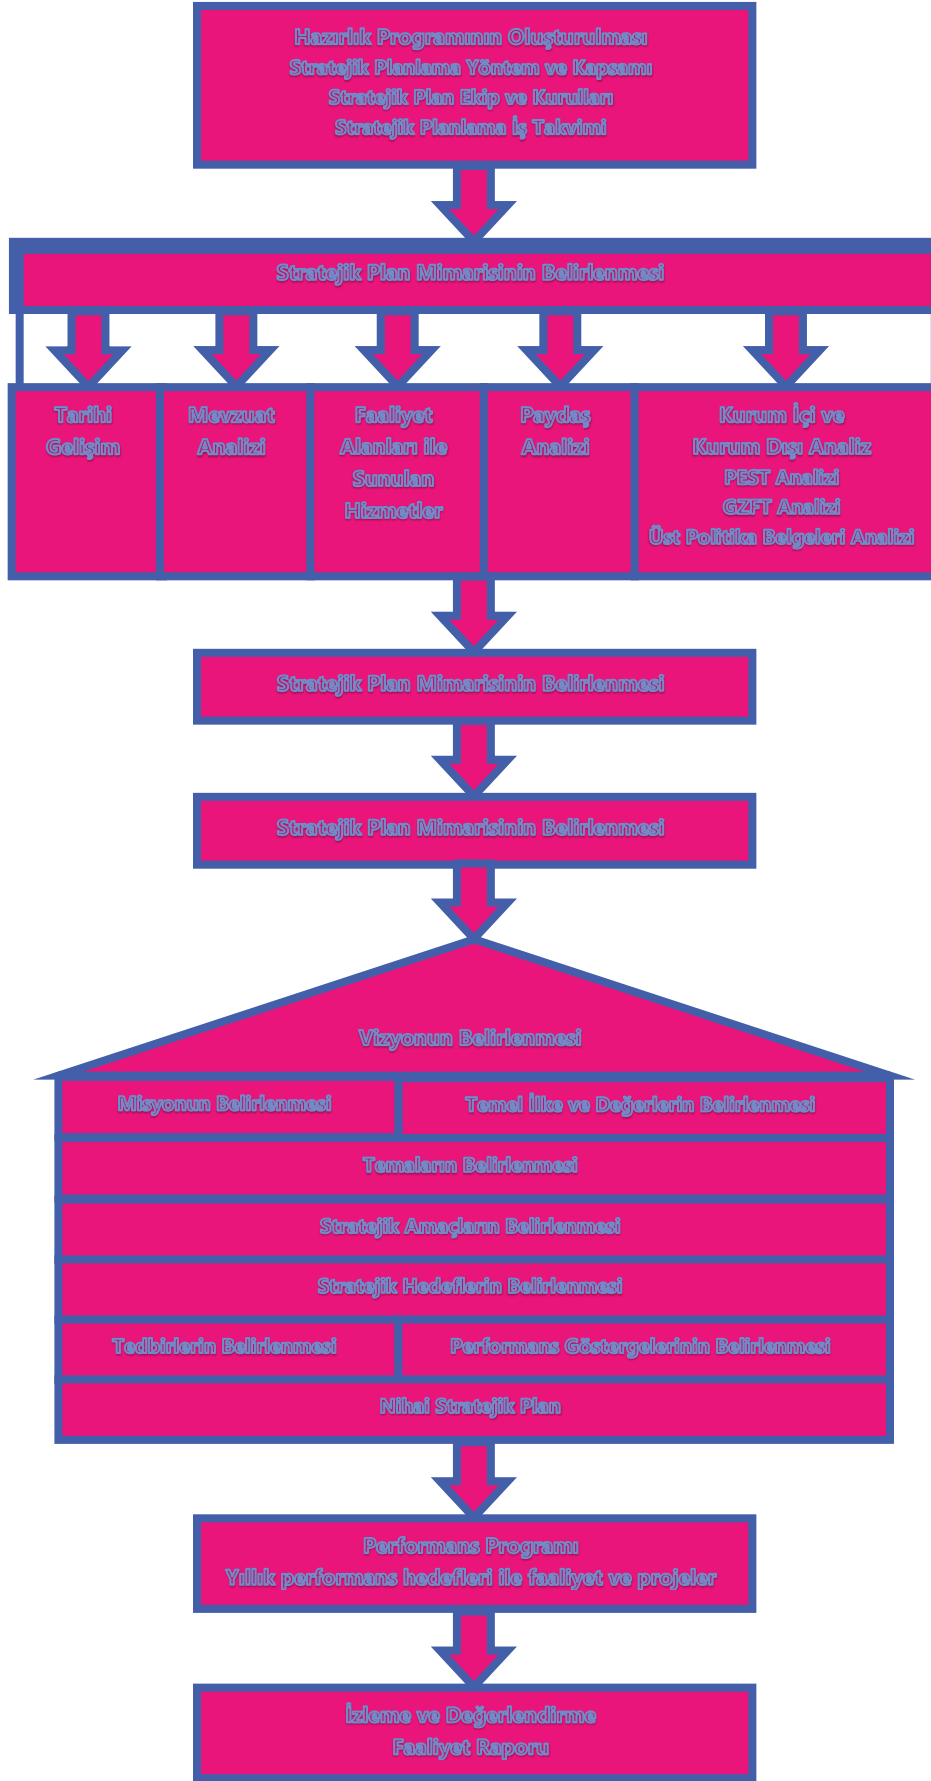 Hazırlık Programının Oluşturulması
Stratejik Planlama Yöntem ve Kapsamı
Stratejik Plan Ekip ve Kurulları
Stratejik Planlama İş Takvimi
Stratejik Plan Mimarisinin Belirlenmesi
Tarihi
Gelişim
Mevzuat
Analizi
Faaliyet
Alanları ile
Sunulan
Hizmetler
Paydaş
Analizi
Kurum İçi ve
Kurum Dışı Analiz
PEST Analizi
GZFT Analizi
Üst Politika Belgeleri Analizi
Stratejik Plan Mimarisinin Belirlenmesi
Stratejik Plan Mimarisinin Belirlenmesi
Vizyonun Belirlenmesi
Misyonun Belirlenmesi
Temel İlke ve Değerlerin Belirlenmesi
Temaların Belirlenmesi
Stratejik Amaçların Belirlenmesi
Stratejik Hedeflerin Belirlenmesi
Tedbirlerin Belirlenmesi
Performans Göstergelerinin Belirlenmesi
Nihai Stratejik Plan
Performans Programı
Yıllık performans hedefleri ile faaliyet ve projeler
İzleme ve Değerlendirme
Faaliyet Raporu